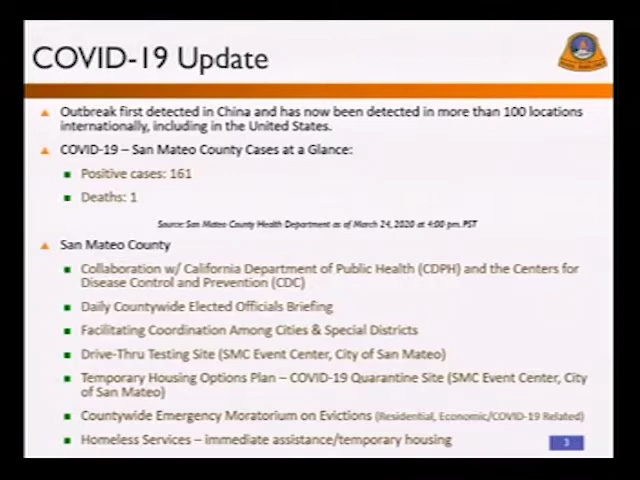 COVID-19 Update
Outbreak first detected in China and has now been detected in more than 100 locations
internationally, including in the United States.
COVID-19 – San Mateo County Cases at a Glance:
Positive cases: 161
Deaths: 1
Source: San Mateo County Health Department as of March 24, 2020 at 4:00 pm. PST
San Mateo County
Collaboration w/ California Department of Public Health (CDPH) and the Centers for
Disease Control and Prevention (CDC)
Daily Countywide Elected Officials Briefing
Facilitating Coordination Among Cities & Special Districts
Drive-Thru Testing Site (SMC Event Center, City of San Mateo)
Temporary Housing Options Plan – COVID-19 Quarantine Site (SMC Event Center, City
of San Mateo)
Countywide Emergency Moratorium on Evictions (Residential, Economic/COVID-19 Related)
Homeless Services – immediate assistance/temporary housing
3